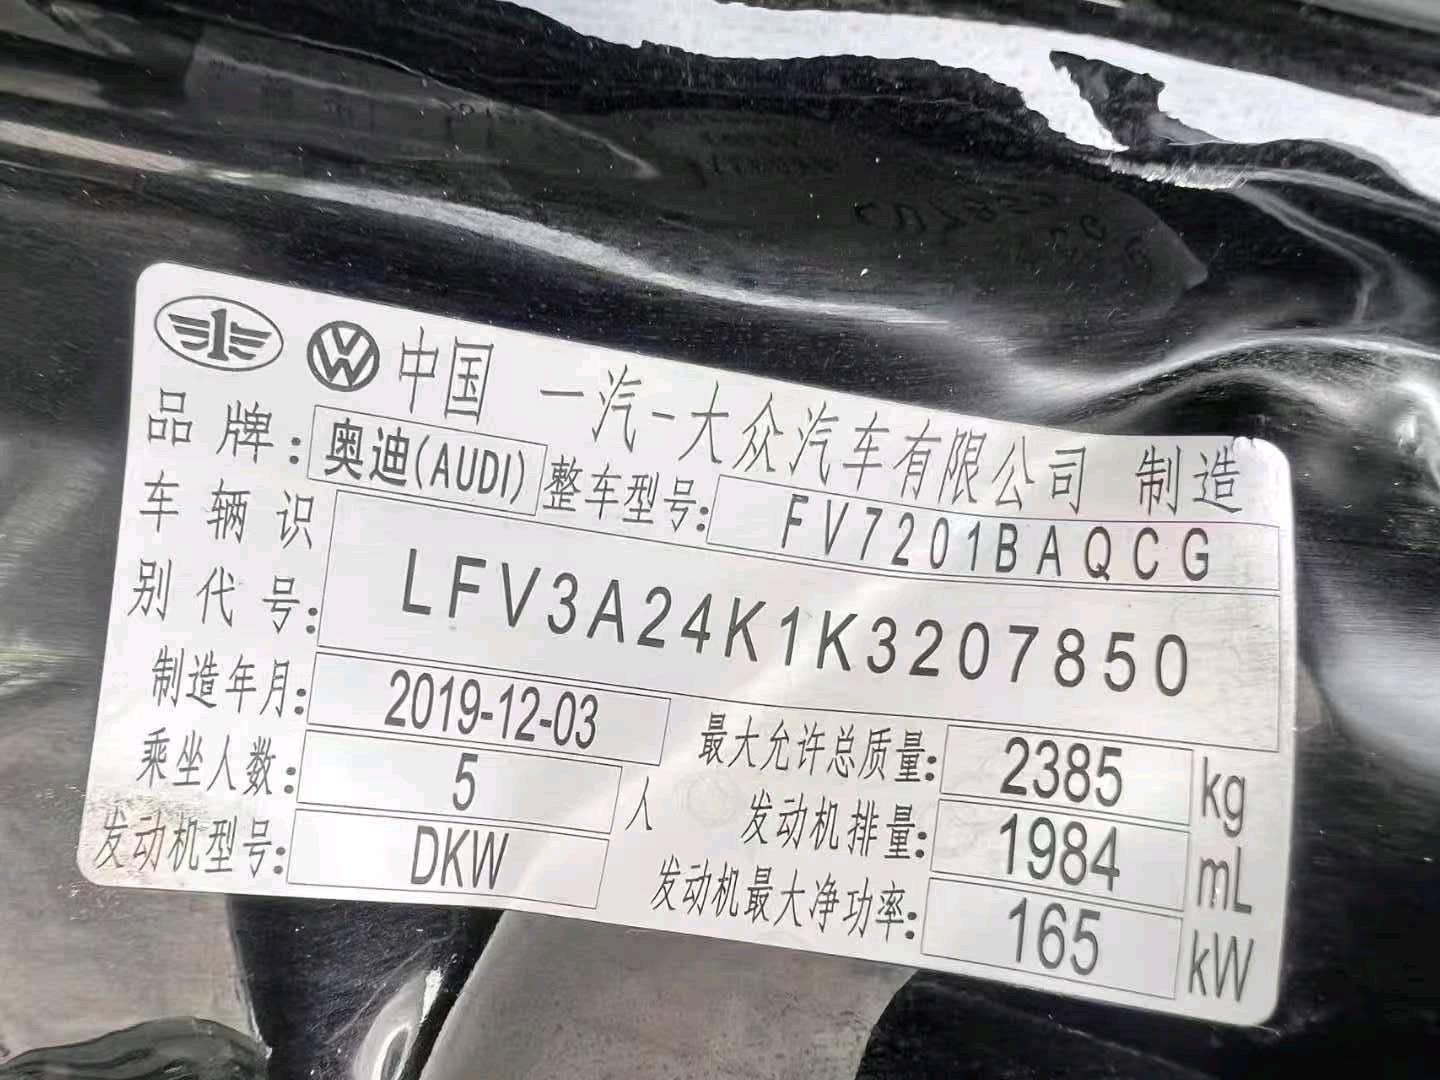 中国 一汽-大众汽车有限公司 制造
品牌: 奥迪(AUDI) 整车型号: FV7201BAQCG
车辆识
别代号: LFV3A24K1K3207850
制造年月: 2019-12-03 最大允许总质量: 2385 kg
乘坐人数: 5 人 发动机排量: 1984 mL
发动机型号: DKW 发动机最大净功率: 165 kW